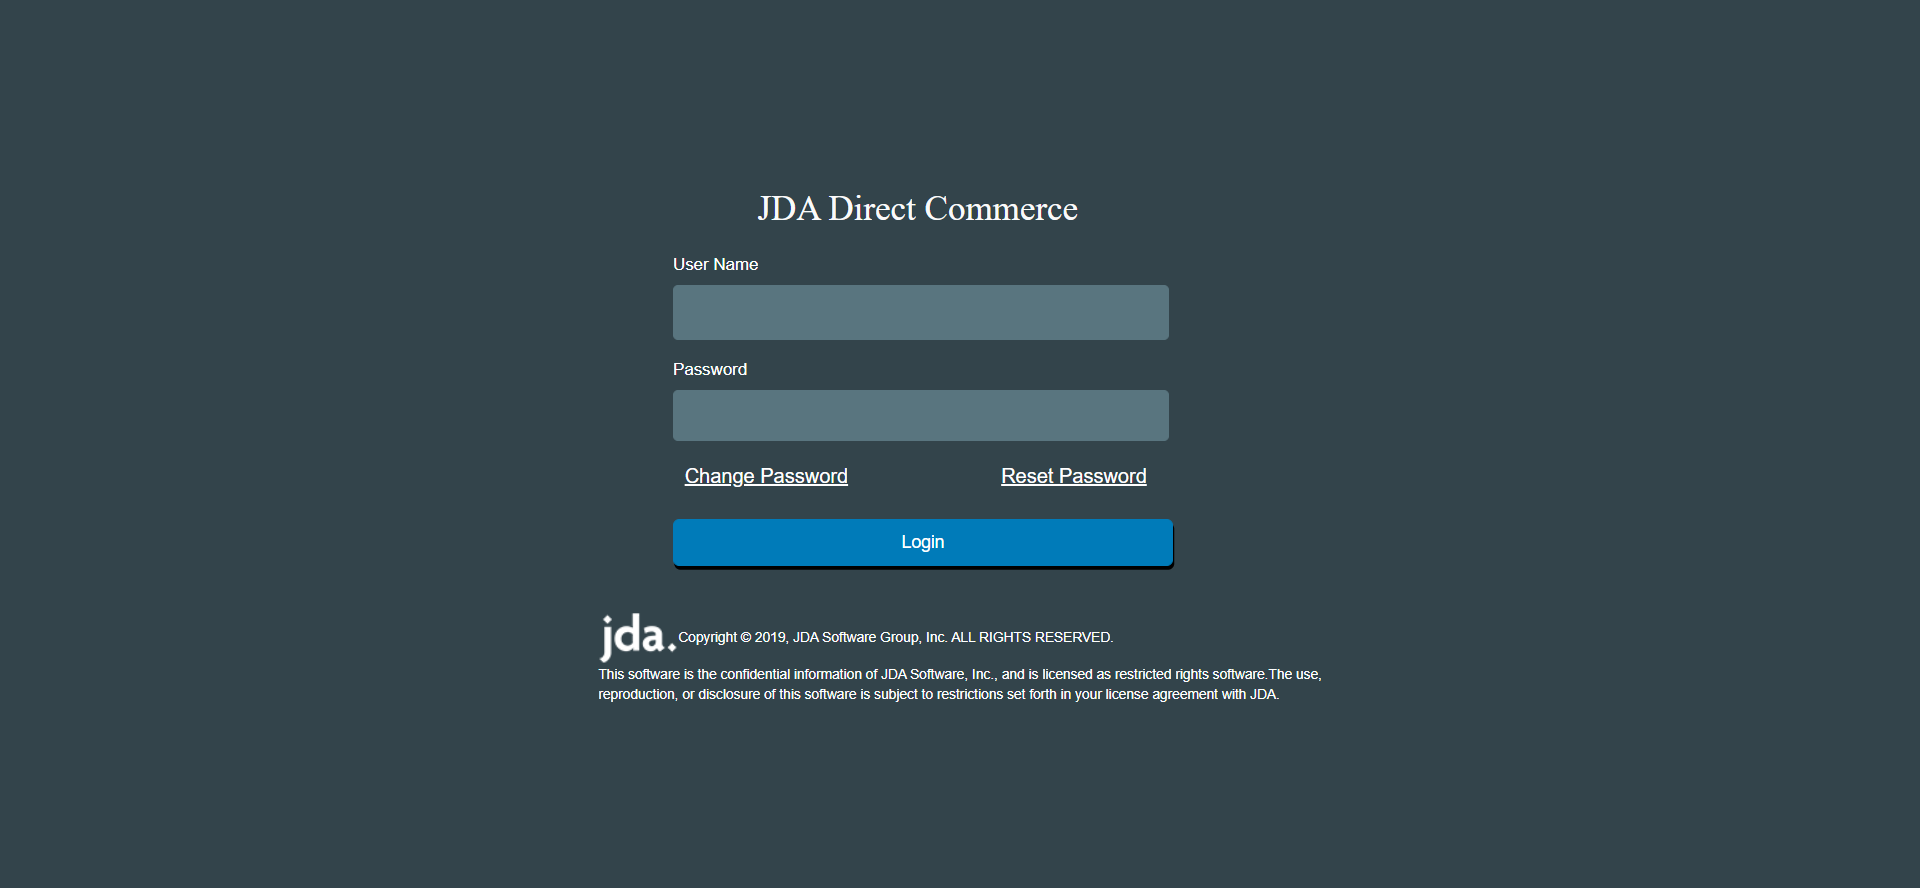 JDA Direct Commerce
User Name
Password
Change Password Reset Password
Login
jda. Copyright © 2019, JDA Software Group, Inc. ALL RIGHTS RESERVED.
This software is the confidential information of JDA Software, Inc., and is licensed as restricted rights software.The use,
reproduction, or disclosure of this software is subject to restrictions set forth in your license agreement with JDA.